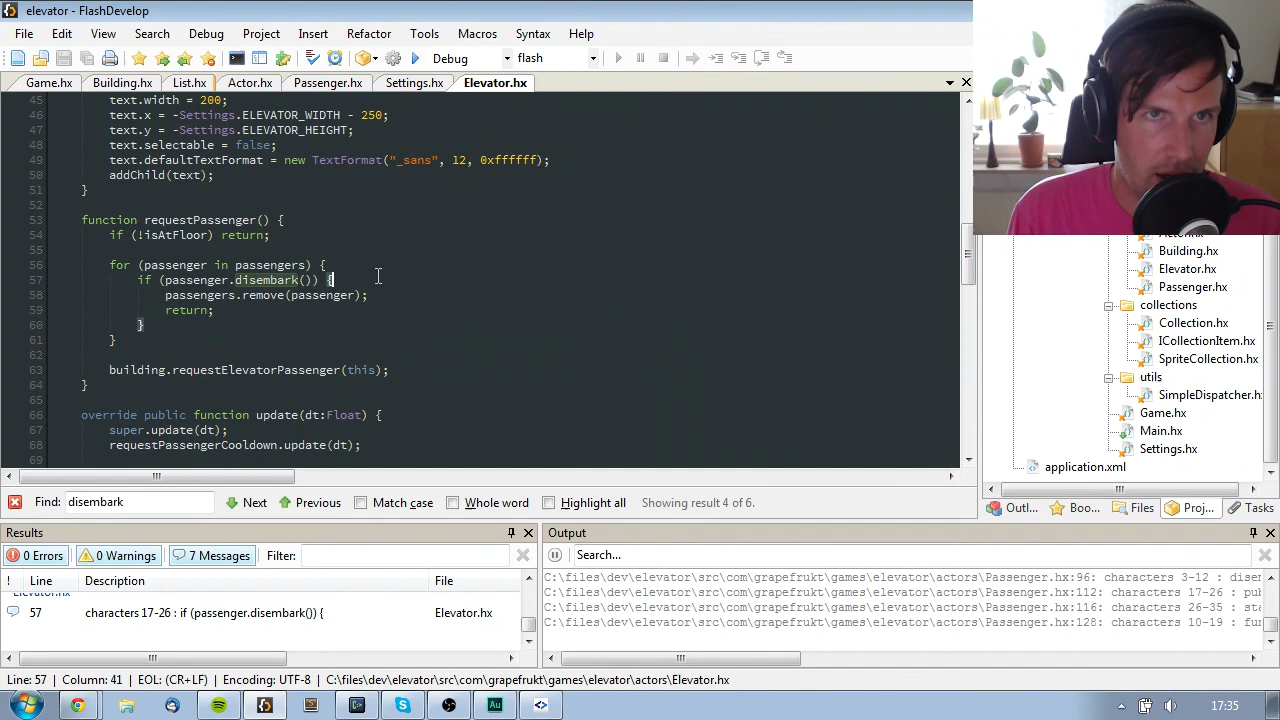 elevator - FlashDevelop
File Edit View Search Debug Project Insert Refactor Tools Macros Syntax Help
Debug flash
Game.hx Building.hx List.hx Actor.hx Passenger.hx Settings.hx Elevator.hx
45 text.width = 200;
46 text.x = -Settings.ELEVATOR_WIDTH - 250;
47 text.y = -Settings.ELEVATOR_HEIGHT;
48 text.selectable = false;
49 text.defaultTextFormat = new TextFormat("_sans", 12, 0xffffff);
50 addChild(text);
51 }
52
53 function requestPassenger() {
54 if (!isAtFloor) return;
55
56 for (passenger in passengers) {
57 if (passenger.disembark()) {
58 passengers.remove(passenger);
59 return;
60 }
61 }
62
63 building.requestElevatorPassenger(this);
64 }
65
66 override public function update(dt:Float) {
67 super.update(dt);
68 requestPassengerCooldown.update(dt);
69
Building.hx
Elevator.hx
Passenger.hx
collections
Collection.hx
ICollectionItem.hx
SpriteCollection.hx
utils
SimpleDispatcher.h
Game.hx
Main.hx
Settings.hx
application.xml
Find: disembark Next Previous Match case Whole word Highlight all Showing result 4 of 6.
Outl... Boo... Files Proj... Tasks
Results
0 Errors 0 Warnings 7 Messages Filter:
! Line Description File
57 characters 17-26 : if (passenger.disembark()) { Elevator.hx
Output
Search...
C:\files\dev\elevator\src\com\grapefrukt\games\elevator\actors\Passenger.hx:96: characters 3-12 : diser
C:\files\dev\elevator\src\com\grapefrukt\games\elevator\actors\Passenger.hx:112: characters 17-26 : pu
C:\files\dev\elevator\src\com\grapefrukt\games\elevator\actors\Passenger.hx:116: characters 26-35 : sta
C:\files\dev\elevator\src\com\grapefrukt\games\elevator\actors\Passenger.hx:128: characters 10-19 : fur
Line: 57 Column: 41 EOL: (CR+LF) Encoding: UTF-8 C:\files\dev\elevator\src\com\grapefrukt\games\elevator\actors\Elevator.hx
17:35